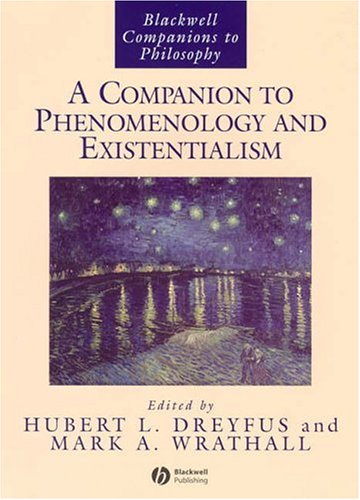 Blackwell
Companions to
Philosophy
A COMPANION TO
PHENOMENOLOGY AND
EXISTENTIALISM
Edited by
HUBERT L. DREYFUS and
MARK A. WRATHALL
Blackwell
Publishing